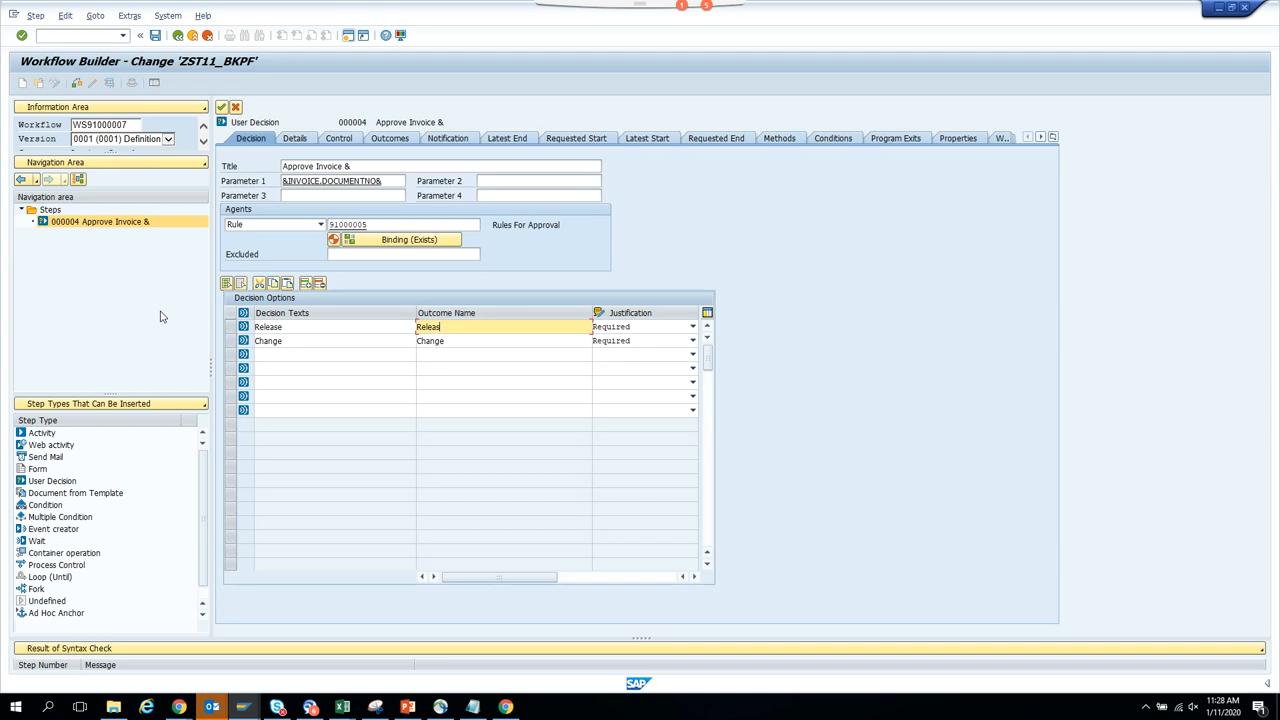 1 5
Step Edit Goto Extras System Help
Workflow Builder - Change 'ZST11_BKPF'
Information Area
Workflow WS91000007
Version 0001 (0001) Definition
Navigation Area
Navigation area
Steps
000004 Approve Invoice &
User Decision 000004 Approve Invoice &
Decision Details Control Outcomes Notification Latest End Requested Start Latest Start Requested End Methods Conditions Program Exits Properties W...
Title Approve Invoice &
Parameter 1 &INVOICE.DOCUMENTNO& Parameter 2
Parameter 3 Parameter 4
Agents
Rule 91000005 Rules For Approval
Binding (Exists)
Excluded
Decision Options
Decision Texts Outcome Name Justification
Release Releas Required
Change Change Required
Step Types That Can Be Inserted
Step Type
Activity
Web activity
Send Mail
Form
User Decision
Document from Template
Condition
Multiple Condition
Event creator
Wait
Container operation
Process Control
Loop (Until)
Fork
Undefined
Ad Hoc Anchor
Result of Syntax Check
Step Number Message
SAP
11:28 AM
1/11/2020